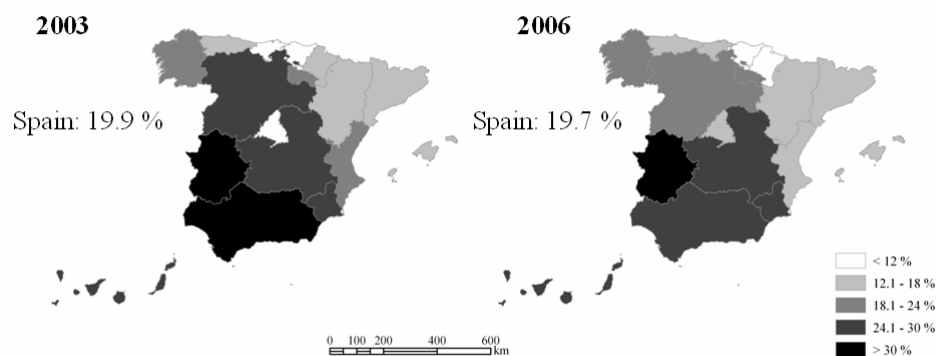 2003
2006
Spain: 19.9 %
Spain: 19.7 %
< 12 %
12.1 - 18 %
18.1 - 24 %
24.1 - 30 %
> 30 %
0 100 200 400 600
km